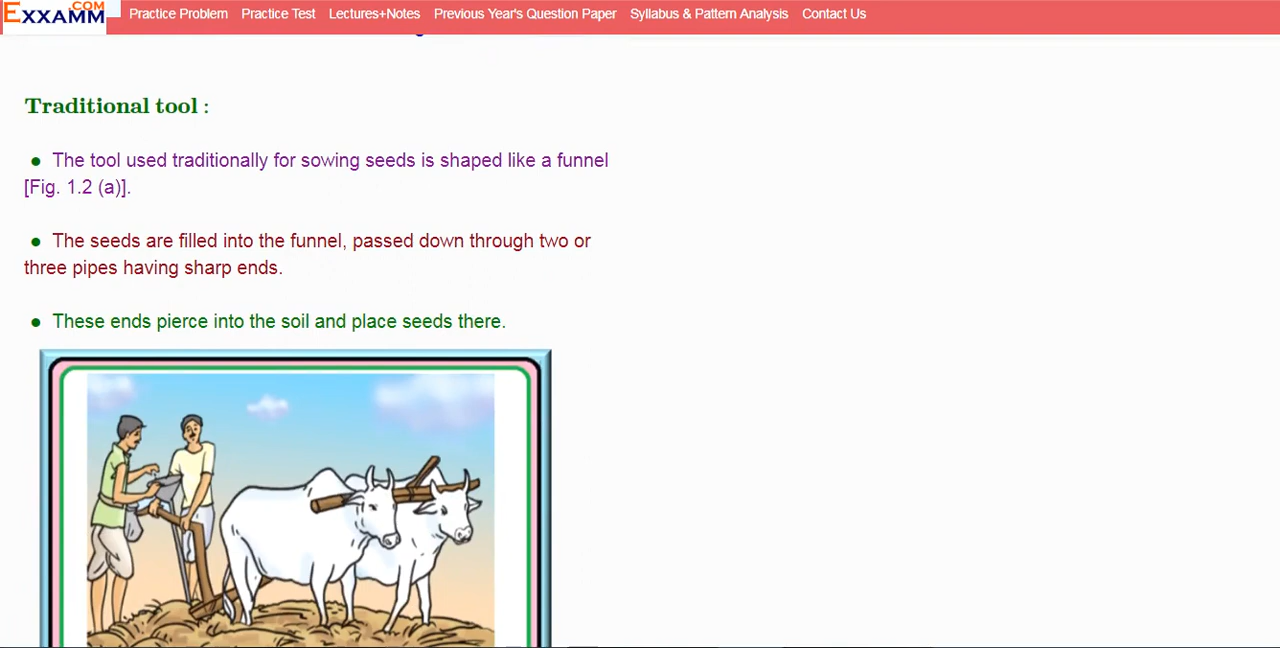 EXXAMM.COM
Practice Problem Practice Test Lectures+Notes Previous Year's Question Paper Syllabus & Pattern Analysis Contact Us
Traditional tool :
● The tool used traditionally for sowing seeds is shaped like a funnel
[Fig. 1.2 (a)].
● The seeds are filled into the funnel, passed down through two or
three pipes having sharp ends.
● These ends pierce into the soil and place seeds there.